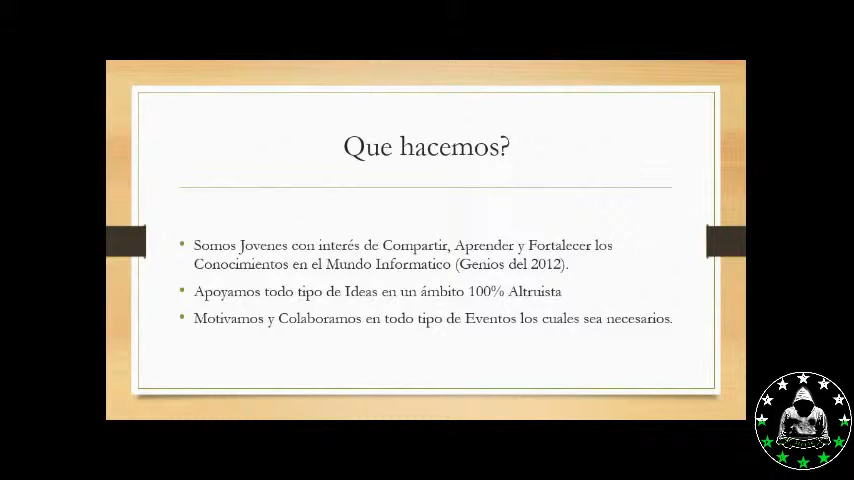 Que hacemos?
• Somos Jovenes con interés de Compartir, Aprender y Fortalecer los
Conocimientos en el Mundo Informatico (Genios del 2012).
• Apoyamos todo tipo de Ideas en un ámbito 100% Altruista
• Motivamos y Colaboramos en todo tipo de Eventos los cuales sea necesarios.